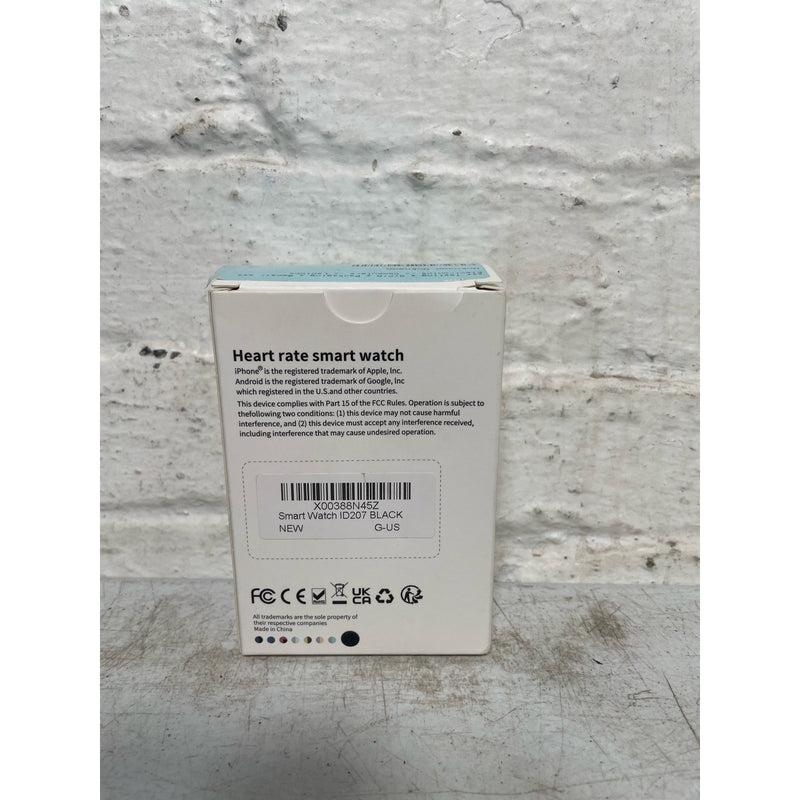 Heart rate smart watch
iPhone® is the registered trademark of Apple, Inc.
Android is the registered trademark of Google, Inc
which registered in the U.S.and other countries.
This device complies with Part 15 of the FCC Rules. Operation is subject to
thefollowing two conditions: (1) this device may not cause harmful
interference, and (2) this device must accept any interference received,
including interference that may cause undesired operation.
X00388N45Z
Smart Watch ID207 BLACK
NEW G-US
FC CE RoHS UK CA
All trademarks are the sole property of
their respective companies
Made in China